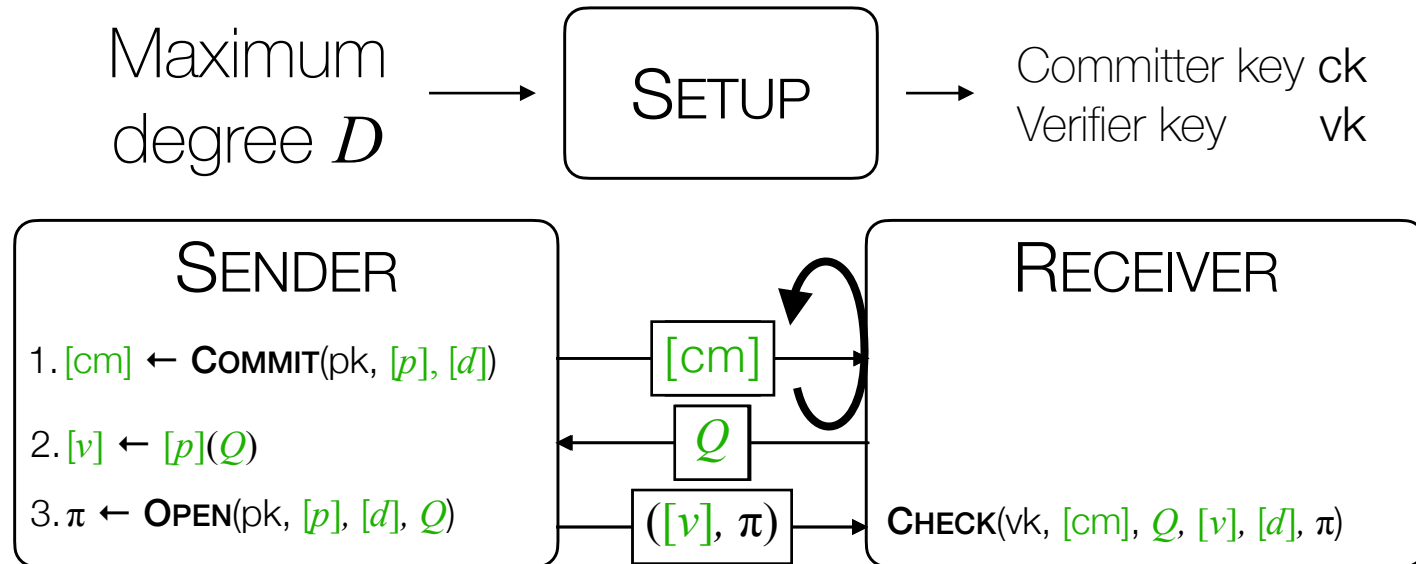 Maximum
degree D
SETUP
Committer key ck
Verifier key vk
SENDER
1. [cm] ← COMMIT(pk, [p], [d])
2. [v] ← [p](Q)
3. π ← OPEN(pk, [p], [d], Q)
[cm]
Q
([v], π)
RECEIVER
CHECK(vk, [cm], Q, [v], [d], π)